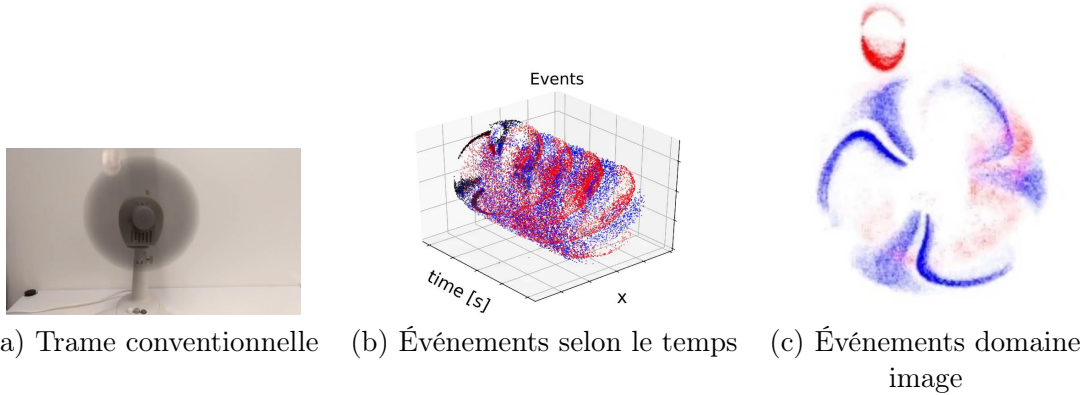 Events
time [s]
x
a) Trame conventionnelle
(b) Événements selon le temps
(c) Événements domaine
image